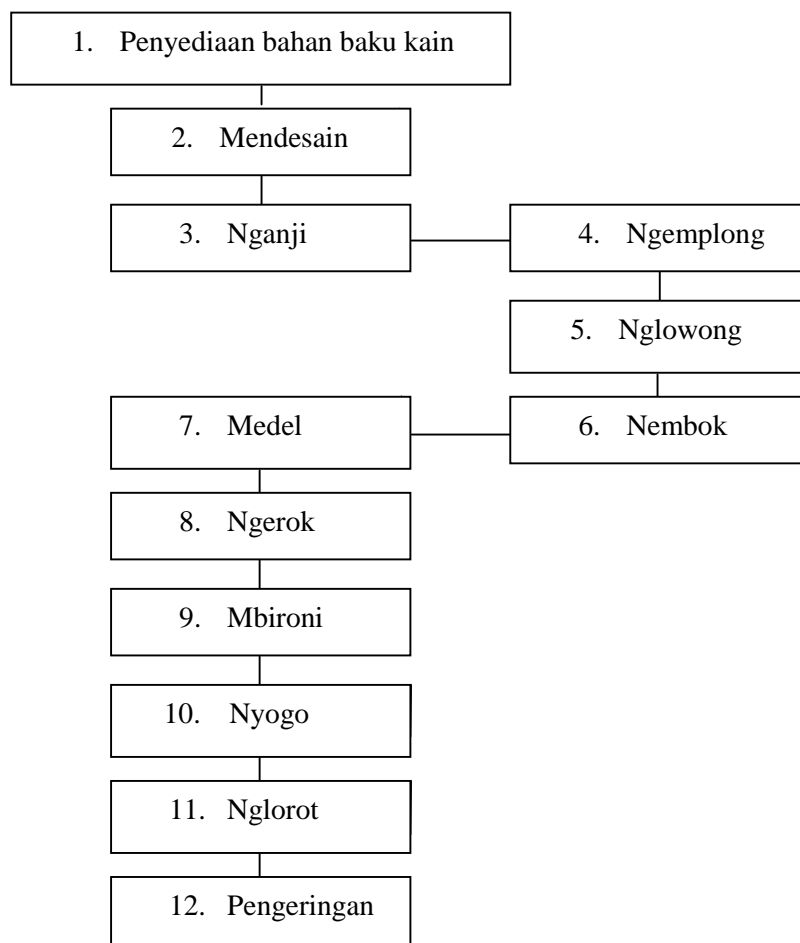 1. Penyediaan bahan baku kain
2. Mendesain
3. Nganji
4. Ngemplong
5. Nglowong
6. Nembok
7. Medel
8. Ngerok
9. Mbironi
10. Nyogo
11. Nglorot
12. Pengeringan